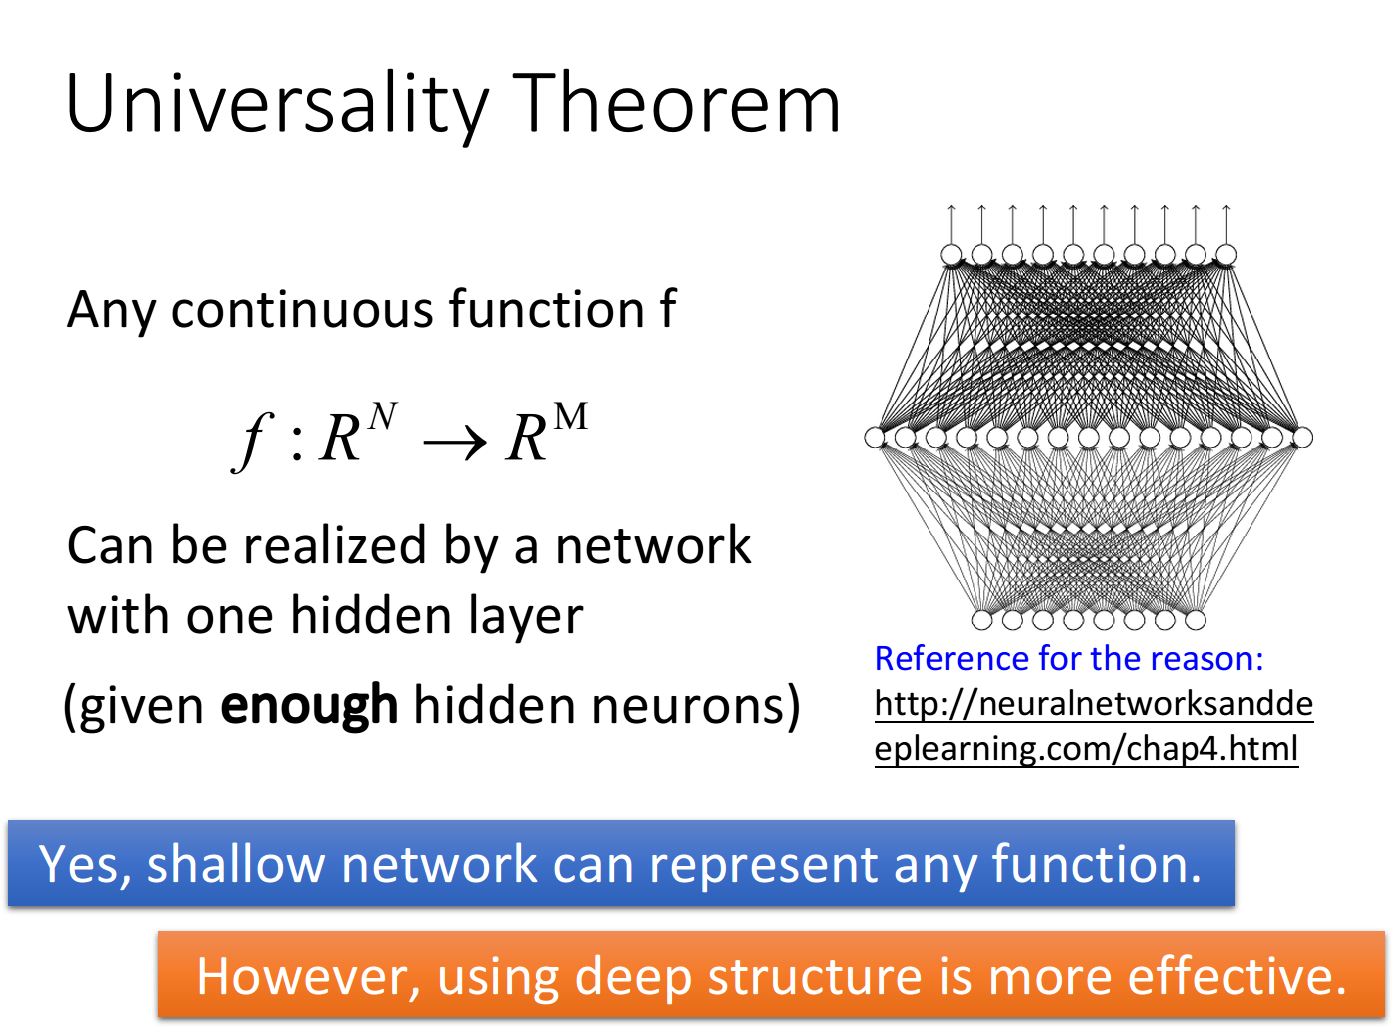 Universality Theorem
Any continuous function f
f : R^N → R^M
Can be realized by a network
with one hidden layer
(given enough hidden neurons)
Reference for the reason:
http://neuralnetworksandde
eplearning.com/chap4.html
Yes, shallow network can represent any function.
However, using deep structure is more effective.